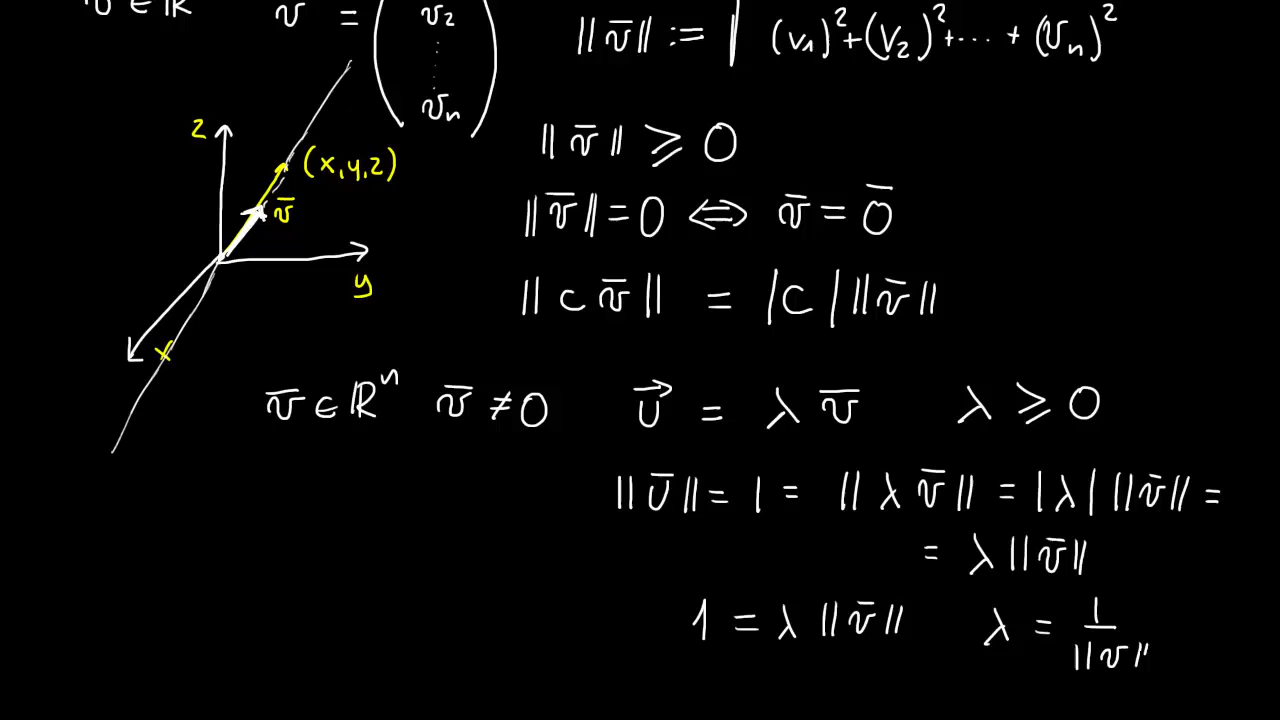 v̄ ∈ ℝ v̄ = ( v₂ ⋮ vₙ ) ‖v̄‖ := √ (v₁)²+(v₂)²+⋯+(vₙ)²
z
(x,y,z)
v̄
y
x
‖v̄‖ ⩾ 0
‖v̄‖ = 0 ⇔ v̄ = 0̄
‖c v̄‖ = |c| ‖v̄‖
v̄ ∈ ℝⁿ v̄ ≠ 0 u⃗ = λ v̄ λ ⩾ 0
‖ū‖ = 1 = ‖λ v̄‖ = |λ| ‖v̄‖ =
= λ ‖v̄‖
1 = λ ‖v̄‖ λ = 1/‖v‖